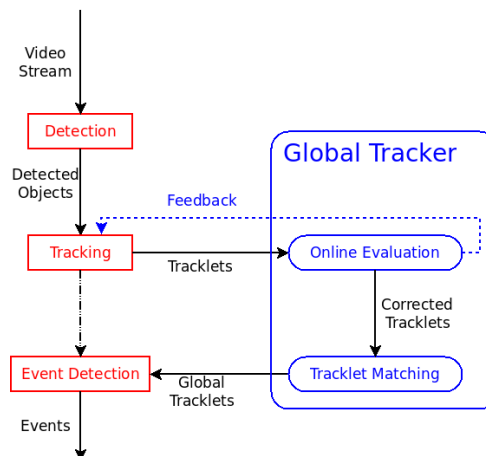 Video
Stream
Detection
Global Tracker
Detected
Objects
Feedback
Tracking
Tracklets
Online Evaluation
Corrected
Tracklets
Event Detection
Global
Tracklets
Tracklet Matching
Events